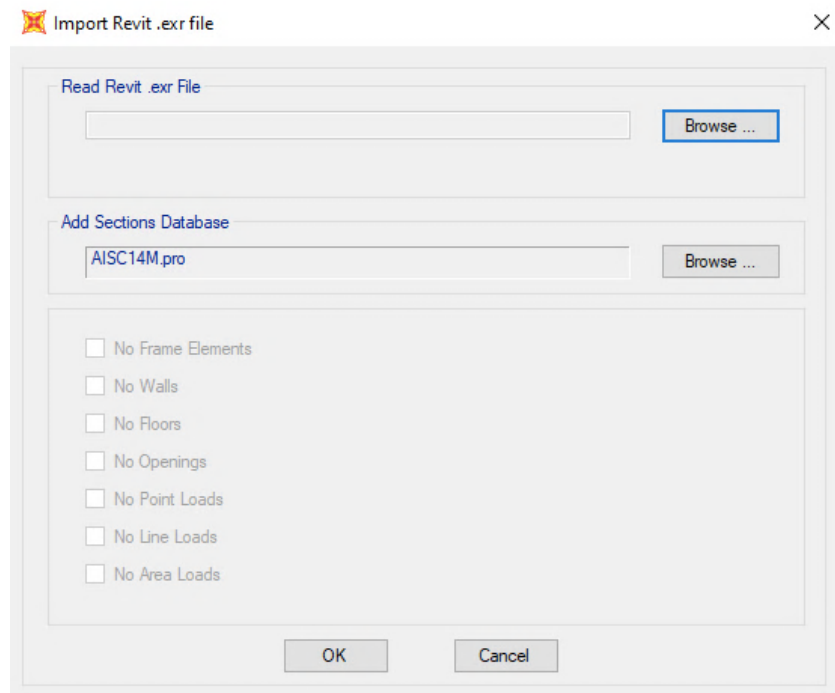 Import Revit .exr file
Read Revit .exr File
Browse ...
Add Sections Database
AISC14M.pro
Browse ...
No Frame Elements
No Walls
No Floors
No Openings
No Point Loads
No Line Loads
No Area Loads
OK
Cancel